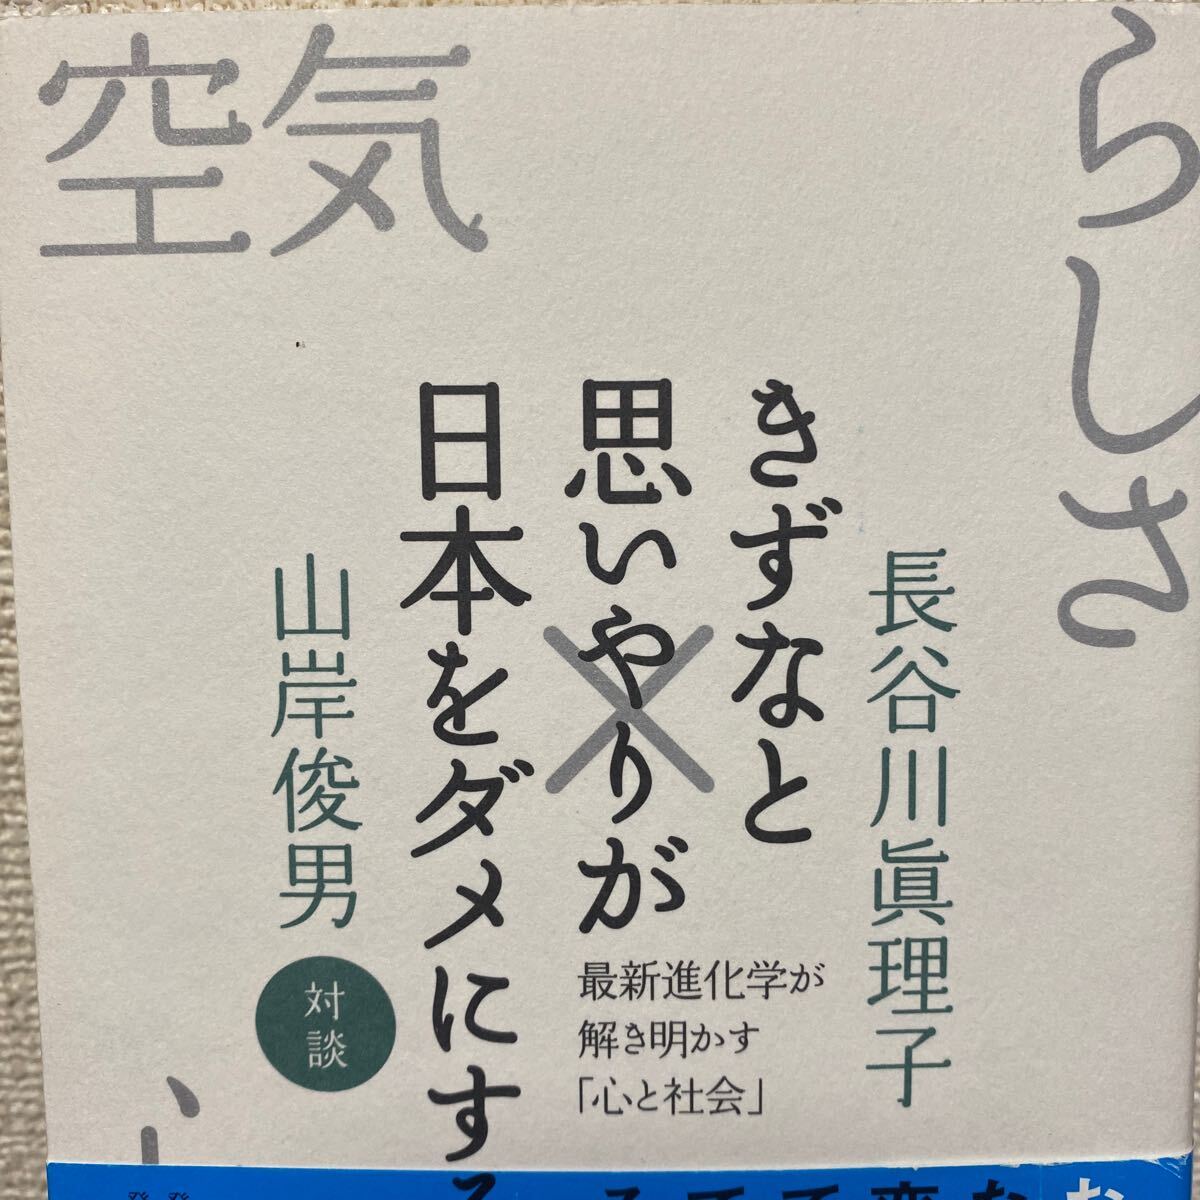 空気
らしさ
長谷川眞理子
きずなと
思いやりが
日本をダメにする
山岸俊男
対談
最新進化学が
解き明かす
「心と社会」